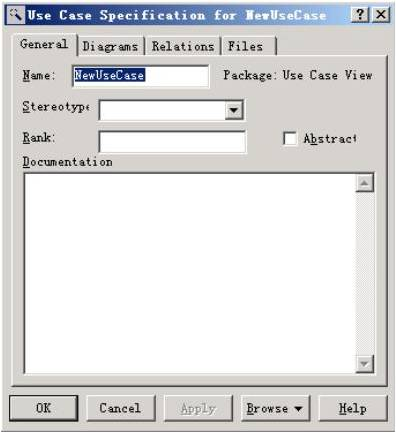 Use Case Specification for NewUseCase
General Diagrams Relations Files
Name: NewUseCase Package: Use Case View
Stereotype
Rank: Abstract
Documentation
OK Cancel Apply Browse Help